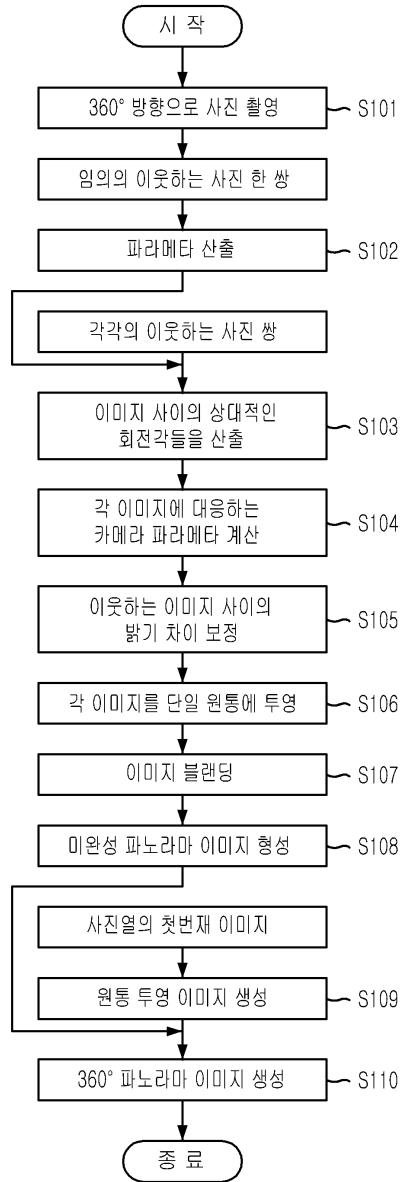 시 작
360° 방향으로 사진 촬영
S101
임의의 이웃하는 사진 한 쌍
파라메타 산출
S102
각각의 이웃하는 사진 쌍
이미지 사이의 상대적인
회전각들을 산출
S103
각 이미지에 대응하는
카메라 파라메타 계산
S104
이웃하는 이미지 사이의
밝기 차이 보정
S105
각 이미지를 단일 원통에 투영
S106
이미지 블랜딩
S107
미완성 파노라마 이미지 형성
S108
사진열의 첫번재 이미지
원통 투영 이미지 생성
S109
360° 파노라마 이미지 생성
S110
종 료